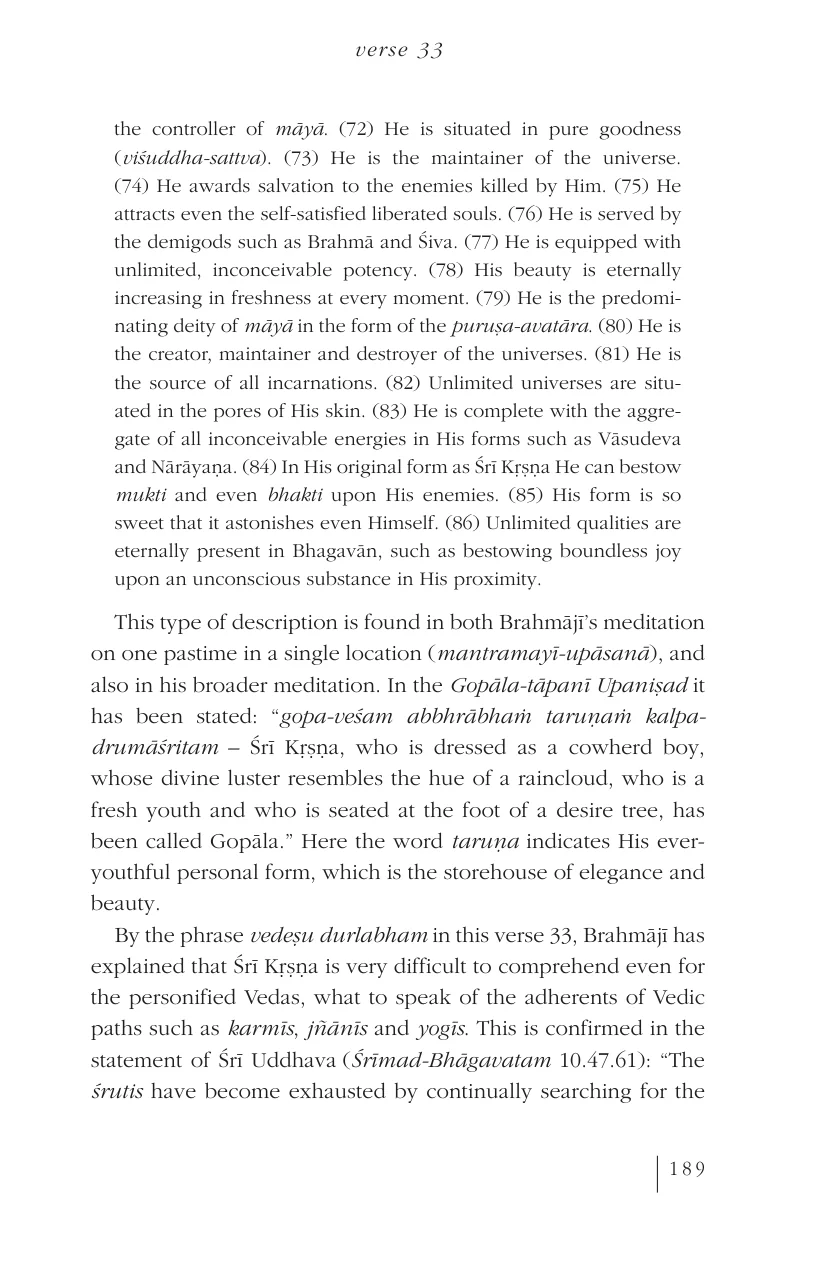 verse 33
the controller of māyā. (72) He is situated in pure goodness
(viśuddha-sattva). (73) He is the maintainer of the universe.
(74) He awards salvation to the enemies killed by Him. (75) He
attracts even the self-satisfied liberated souls. (76) He is served by
the demigods such as Brahmā and Śiva. (77) He is equipped with
unlimited, inconceivable potency. (78) His beauty is eternally
increasing in freshness at every moment. (79) He is the predomi-
nating deity of māyā in the form of the puruṣa-avatāra. (80) He is
the creator, maintainer and destroyer of the universes. (81) He is
the source of all incarnations. (82) Unlimited universes are situ-
ated in the pores of His skin. (83) He is complete with the aggre-
gate of all inconceivable energies in His forms such as Vāsudeva
and Nārāyaṇa. (84) In His original form as Śrī Kṛṣṇa He can bestow
mukti and even bhakti upon His enemies. (85) His form is so
sweet that it astonishes even Himself. (86) Unlimited qualities are
eternally present in Bhagavān, such as bestowing boundless joy
upon an unconscious substance in His proximity.
This type of description is found in both Brahmājī’s meditation
on one pastime in a single location (mantramayī-upāsanā), and
also in his broader meditation. In the Gopāla-tāpanī Upaniṣad it
has been stated: “gopa-veśam abbhrābhaṁ taruṇaṁ kalpa-
drumāśritam – Śrī Kṛṣṇa, who is dressed as a cowherd boy,
whose divine luster resembles the hue of a raincloud, who is a
fresh youth and who is seated at the foot of a desire tree, has
been called Gopāla.” Here the word taruṇa indicates His ever-
youthful personal form, which is the storehouse of elegance and
beauty.
By the phrase vedeṣu durlabham in this verse 33, Brahmājī has
explained that Śrī Kṛṣṇa is very difficult to comprehend even for
the personified Vedas, what to speak of the adherents of Vedic
paths such as karmīs, jñānīs and yogīs. This is confirmed in the
statement of Śrī Uddhava (Śrīmad-Bhāgavatam 10.47.61): “The
śrutis have become exhausted by continually searching for the
189